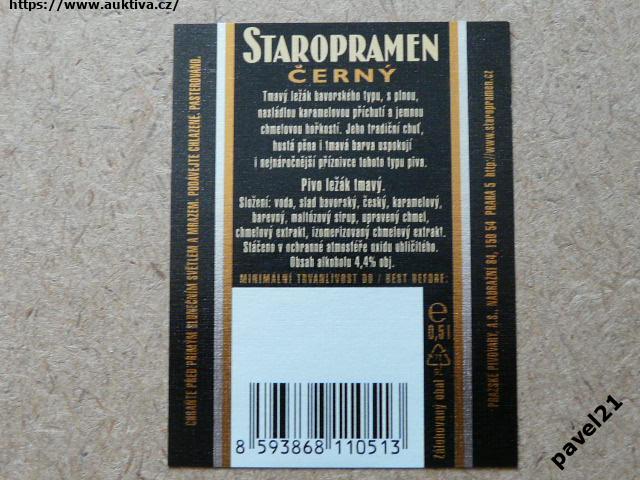 https://www.auktiva.cz/
STAROPRAMEN
ČERNÝ
Tmavý ležák bavorského typu, s plnou,
nasládlou karamelovou příchutí a jemnou
chmelovou hořkostí. Jeho tradiční chuť,
hustá pěna i tmavá barva uspokojí
i nejnáročnější příznivce tohoto typu piva.
Pivo ležák tmavý.
Složení: voda, slad bavorský, český, karamelový,
barevný, maltózový sirup, upravený chmel,
chmelový extrakt, izomerizovaný chmelový extrakt.
Stáčeno v ochranné atmosféře oxidu uhličitého.
Obsah alkoholu 4,4% obj.
MINIMÁLNÍ TRVANLIVOST DO / BEST BEFORE:
e
0,5l
Zálohovaný obal
8 593868 110513
CHRAŇTE PŘED PŘÍMÝM SLUNEČNÍM SVĚTLEM A MRAZEM. PODÁVEJTE CHLAZENÉ. PASTEROVÁNO.
PRAŽSKÉ PIVOVARY, A.S., NÁDRAŽNÍ 84, 150 54 PRAHA 5 http://www.staropramen.cz
pavel21